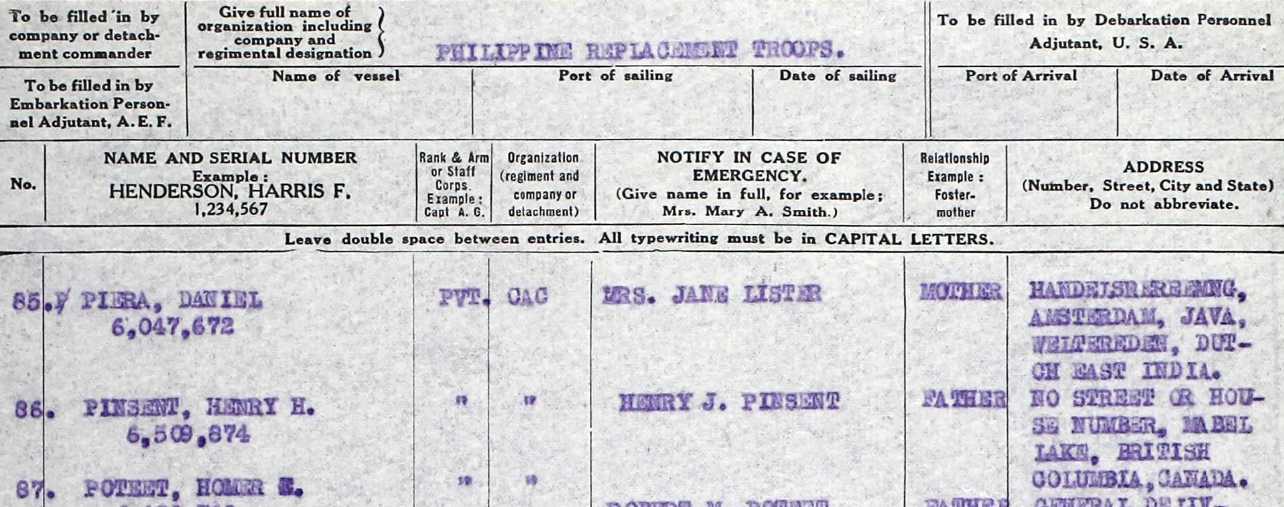 To be filled in by
company or detach-
ment commander
Give full name of
organization including
company and
regimental designation
PHILIPPINE REPLACEMENT TROOPS.
To be filled in by Debarkation Personnel
Adjutant, U. S. A.
To be filled in by
Embarkation Person-
nel Adjutant, A. E. F.
Name of vessel
Port of sailing
Date of sailing
Port of Arrival
Date of Arrival
No.
NAME AND SERIAL NUMBER
Example :
HENDERSON, HARRIS F.
1,234,567
Rank & Arm
or Staff
Corps.
Example :
Capt A. G.
Organization
(regiment and
company or
detachment)
NOTIFY IN CASE OF
EMERGENCY.
(Give name in full, for example;
Mrs. Mary A. Smith.)
Relationship
Example :
Foster-
mother
ADDRESS
(Number, Street, City and State)
Do not abbreviate.
Leave double space between entries. All typewriting must be in CAPITAL LETTERS.
85. PIERA, DANIEL
6,047,672
PVT. CAC
MRS. JANE LISTER
MOTHER
AMSTERDAM, JAVA,
WELTEREDEN, DUT-
CH EAST INDIA.
86. PINSENT, HENRY H.
6,509,874
" "
HENRY J. PINSENT
FATHER
NO STREET OR HOU-
SE NUMBER, MABEL
LAKE, BRITISH
COLUMBIA, CANADA.
87. POTEET, HOMER
" "
FATHER
GENERAL DELIV-